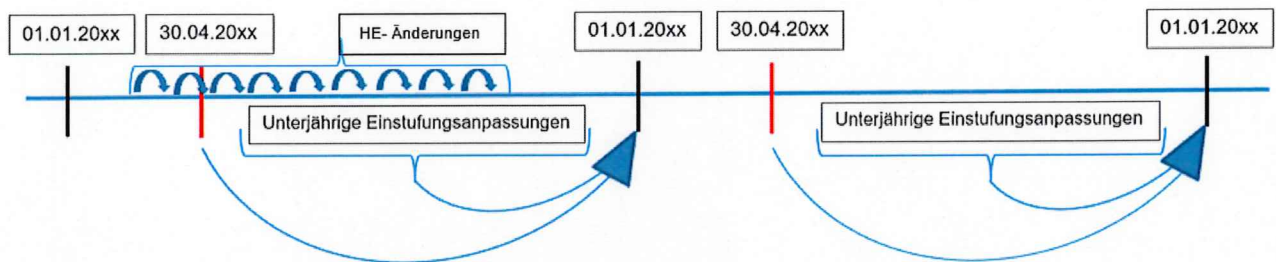 01.01.20xx
30.04.20xx
HE- Änderungen
01.01.20xx
30.04.20xx
01.01.20xx
Unterjährige Einstufungsanpassungen
Unterjährige Einstufungsanpassungen